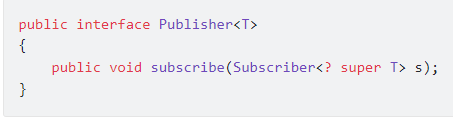 public interface Publisher<T>
{
    public void subscribe(Subscriber<? super T> s);
}